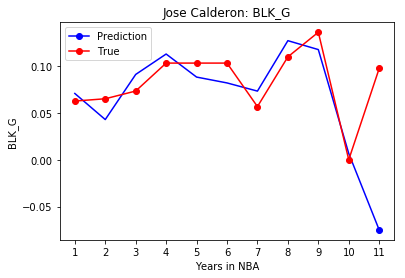 Jose Calderon: BLK_G
Prediction
True
0.10
0.05
0.00
−0.05
BLK_G
1 2 3 4 5 6 7 8 9 10 11
Years in NBA